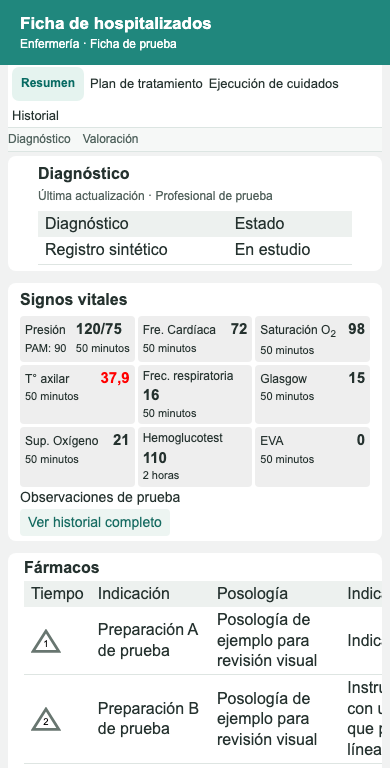 Ficha de hospitalizados
Enfermería · Ficha de prueba
Resumen Plan de tratamiento Ejecución de cuidados
Historial
Diagnóstico Valoración
Diagnóstico
Última actualización · Profesional de prueba
Diagnóstico Estado
Registro sintético En estudio
Signos vitales
Presión 120/75
PAM: 90 50 minutos
Fre. Cardíaca 72
50 minutos
Saturación O2 98
50 minutos
T° axilar 37,9
50 minutos
Frec. respiratoria
16
50 minutos
Glasgow 15
50 minutos
Sup. Oxígeno 21
50 minutos
Hemoglucotest
110
2 horas
EVA 0
50 minutos
Observaciones de prueba
Ver historial completo
Fármacos
Tiempo Indicación Posología
1
Preparación A
de prueba
Posología de
ejemplo para
revisión visual
2
Preparación B
de prueba
Posología de
ejemplo para
revisión visual
con
que